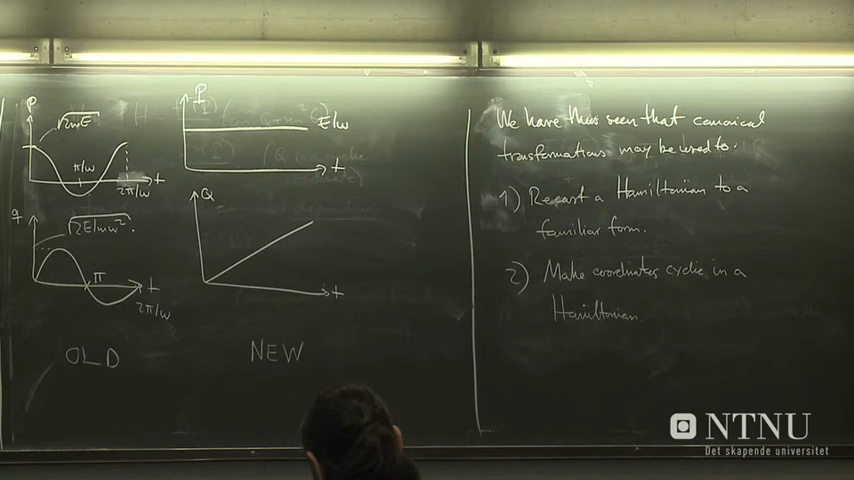 P
√2mE
π/ω
2π/ω
t
q
√2E/mω².
π
t
2π/ω
OLD
P
E/ω
t
Q
t
NEW
We have thus seen that canonical
transformations may be used to:
1) Recast a Hamiltonian to a
familiar form.
2) Make coordinates cyclic in a
Hamiltonian.
NTNU
Det skapende universitet